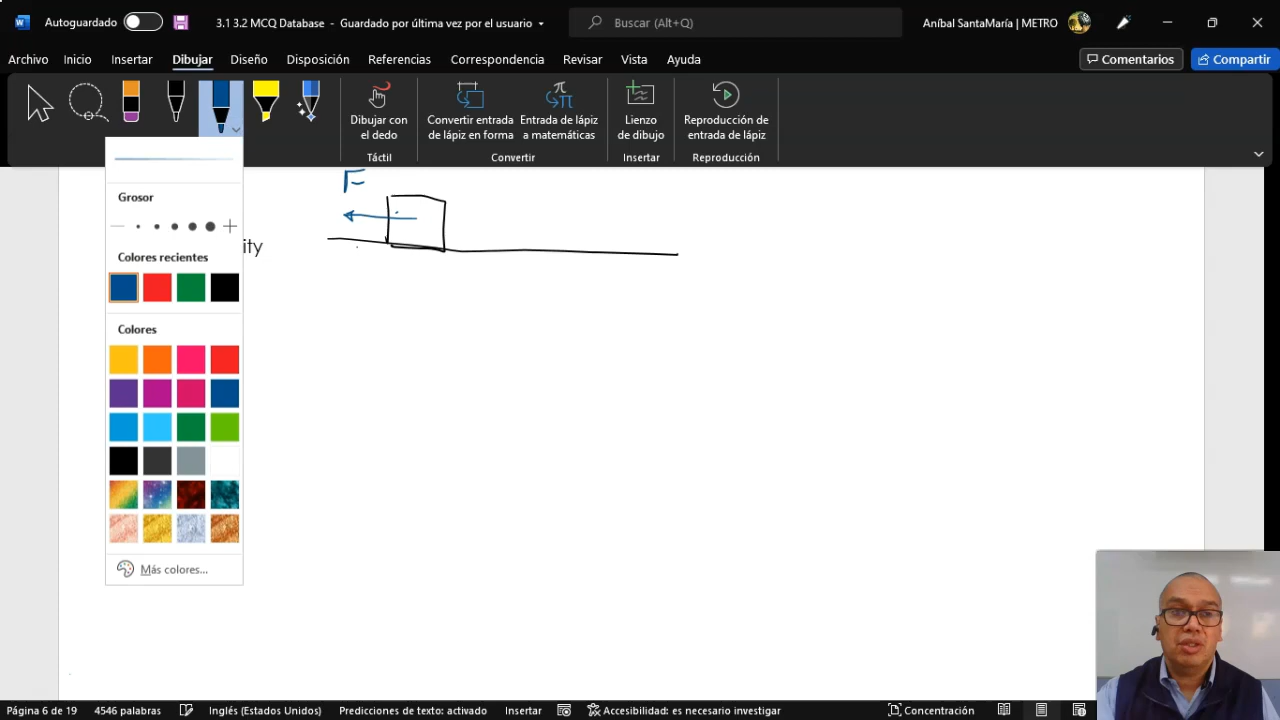 Autoguardado
3.1 3.2 MCQ Database - Guardado por última vez por el usuario
Buscar (Alt+Q)
Aníbal SantaMaría | METRO
Archivo Inicio Insertar Dibujar Diseño Disposición Referencias Correspondencia Revisar Vista Ayuda
Comentarios
Compartir
Dibujar con
el dedo
Convertir entrada
de lápiz en forma
Entrada de lápiz
a matemáticas
Lienzo
de dibujo
Reproducción de
entrada de lápiz
Táctil
Convertir
Insertar
Reproducción
Grosor
Colores recientes
Colores
Más colores...
F
ity
Página 6 de 19 4546 palabras Inglés (Estados Unidos) Predicciones de texto: activado Insertar Accesibilidad: es necesario investigar Concentración